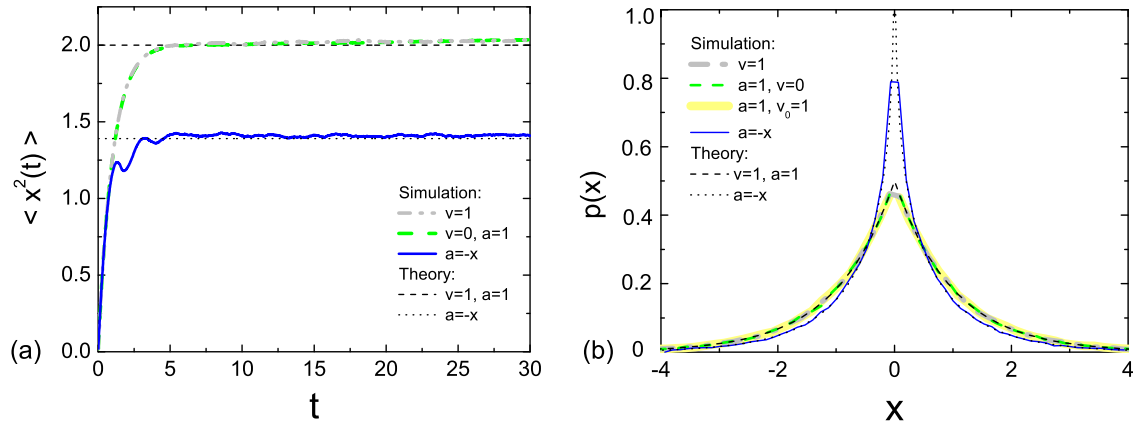 < x²(t) >
2.0
1.5
1.0
0.5
0.0
0 5 10 15 20 25 30
t
(a)
Simulation:
v=1
v=0, a=1
a=-x
Theory:
v=1, a=1
a=-x
p(x)
1.0
0.8
0.6
0.4
0.2
0
-4 -2 0 2 4
x
(b)
Simulation:
v=1
a=1, v=0
a=1, v₀=1
a=-x
Theory:
v=1, a=1
a=-x